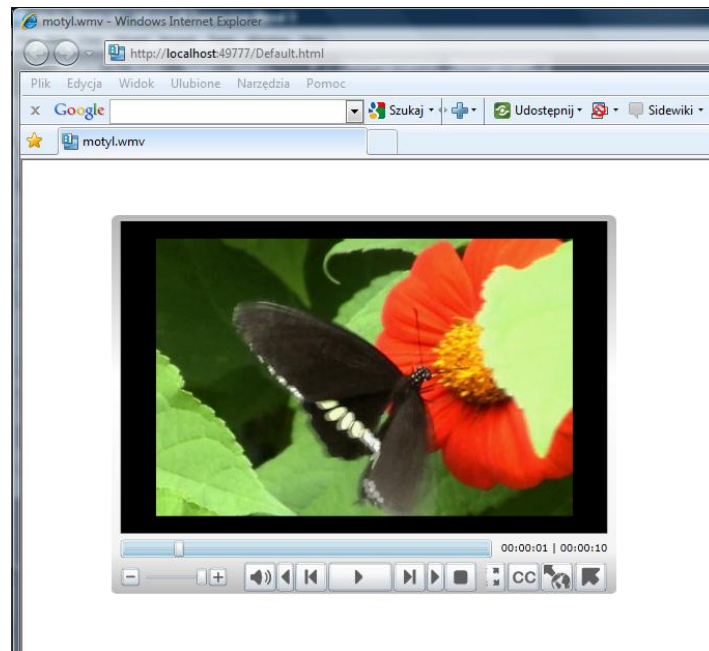 motyl.wmv - Windows Internet Explorer
http://localhost:49777/Default.html
Plik Edycja Widok Ulubione Narzędzia Pomoc
x Google Szukaj Udostępnij Sidewiki
motyl.wmv
00:00:01 | 00:00:10
CC